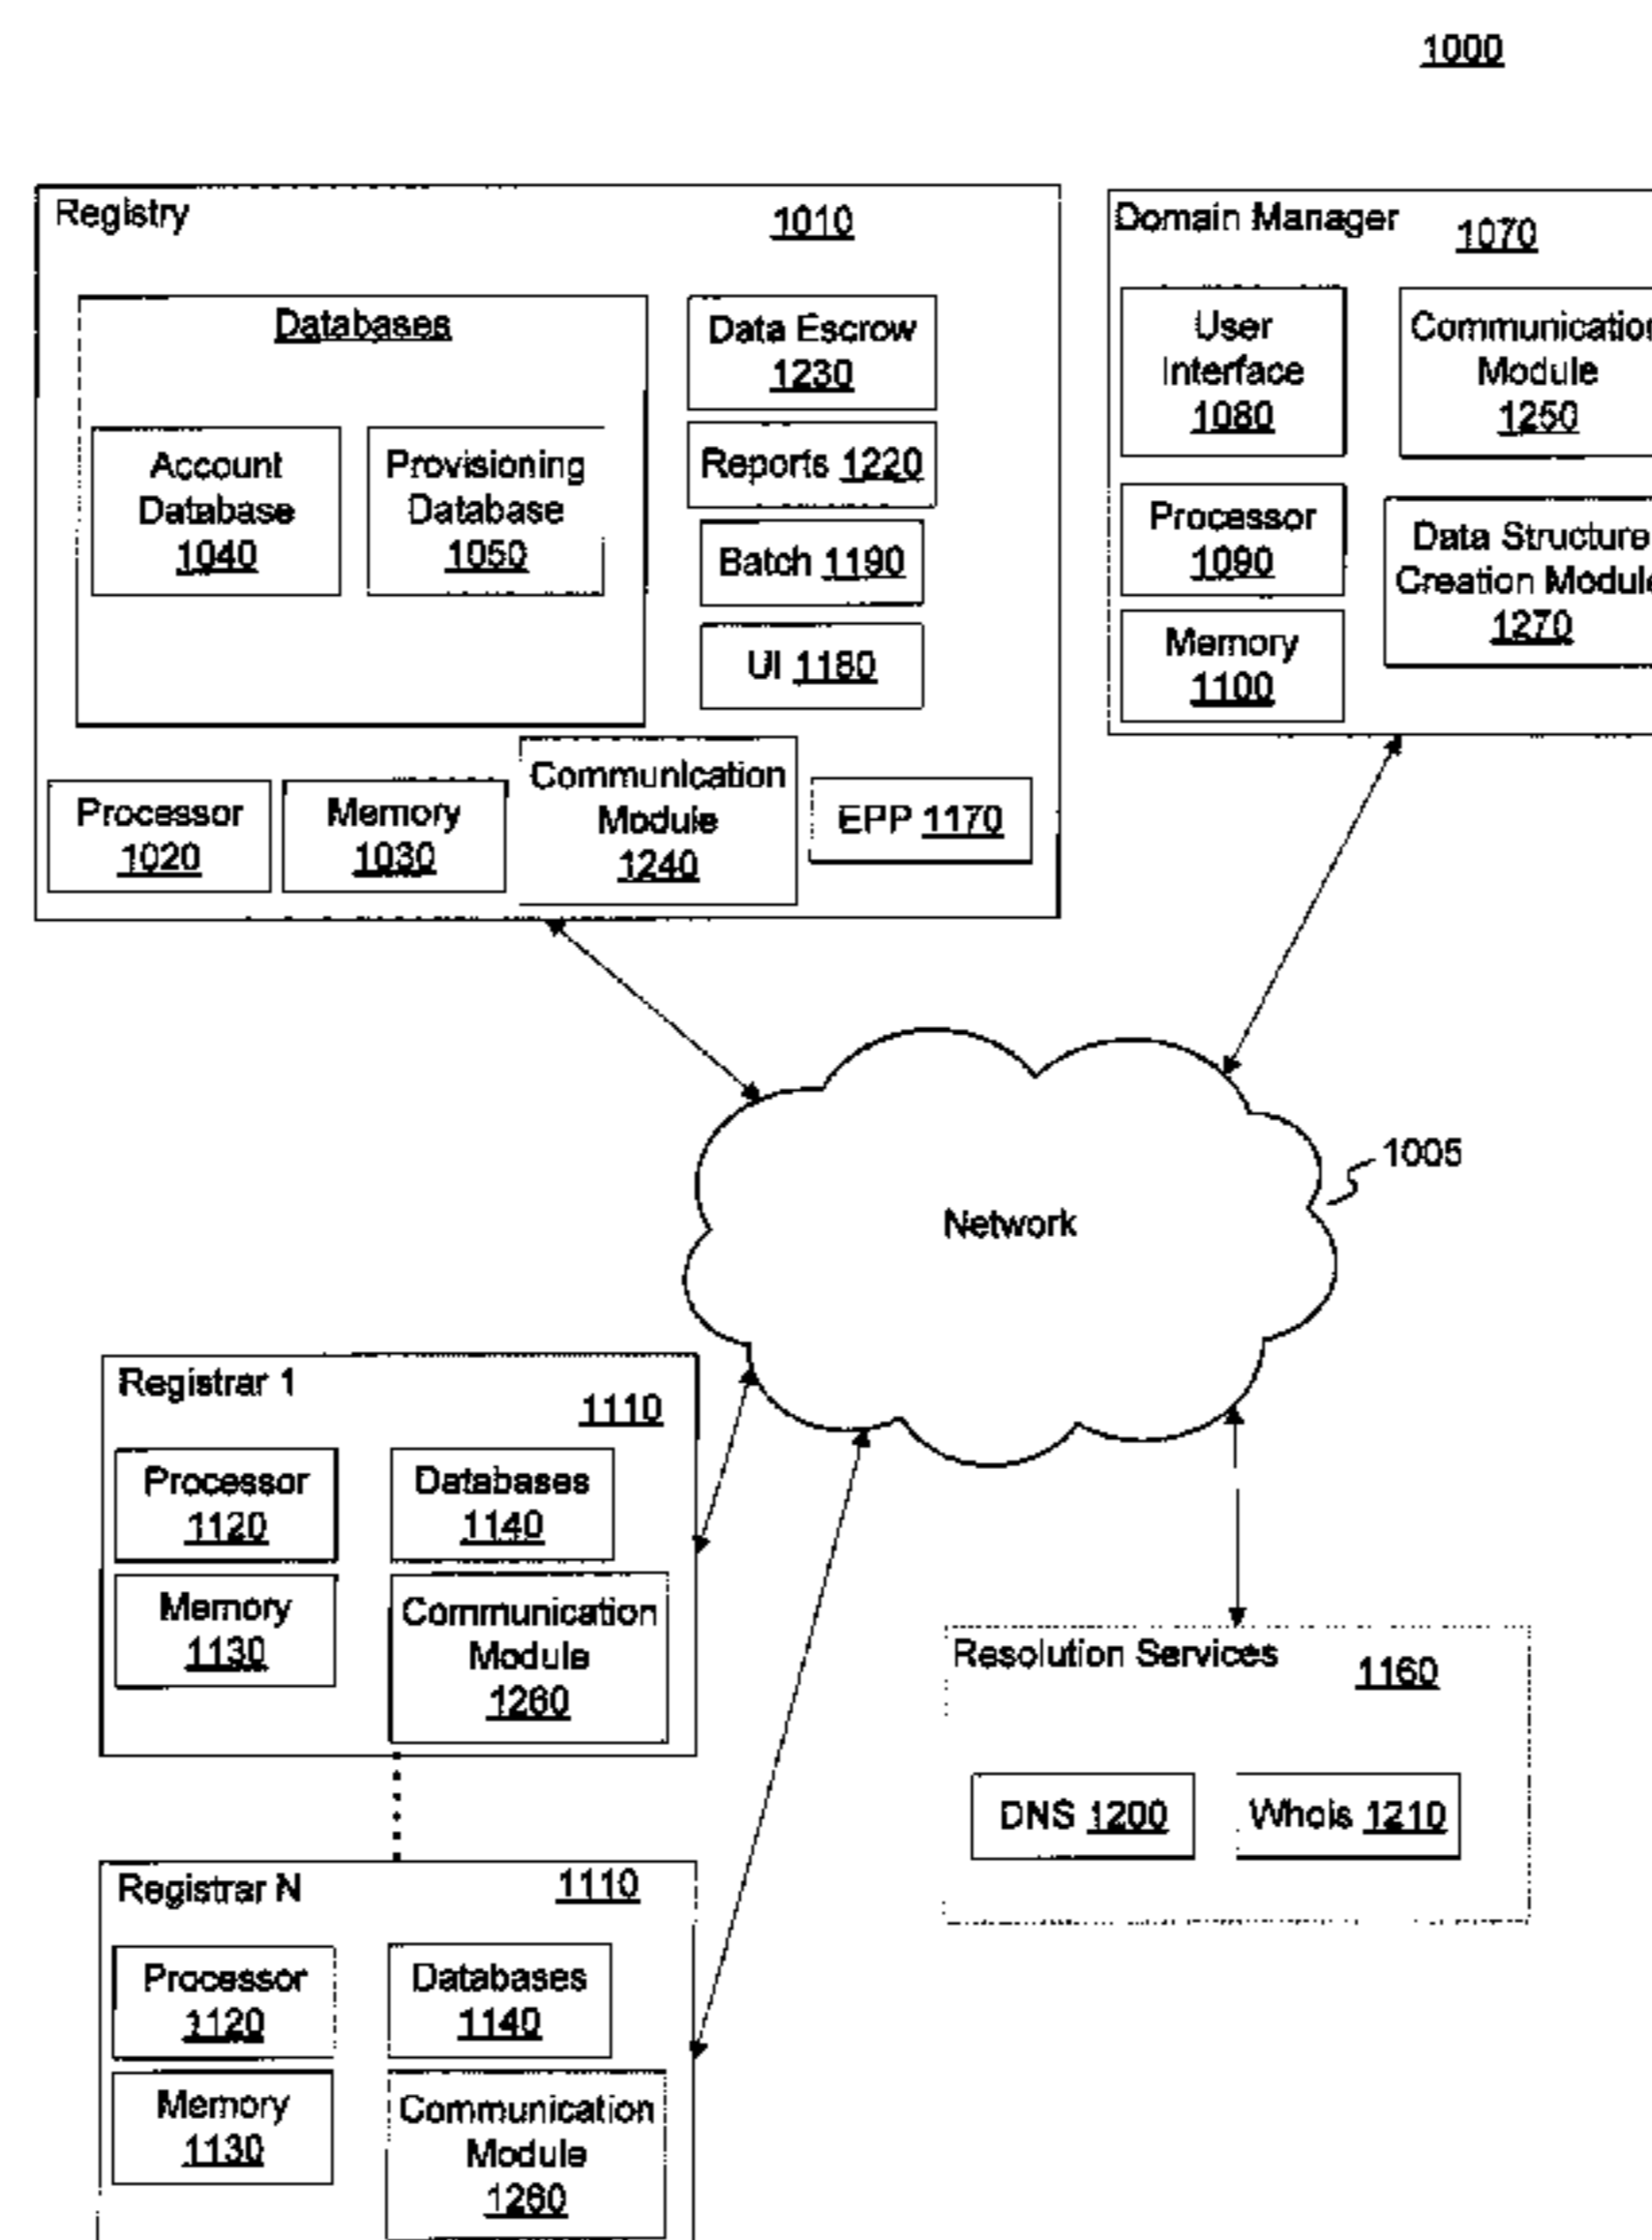 1000
Registry
1010
Databases
Account
Database
1040
Provisioning
Database
1050
Data Escrow
1230
Reports 1220
Batch 1190
UI 1180
Processor
1020
Memory
1030
Communication
Module
1240
EPP 1170
Domain Manager
1070
User
Interface
1080
Communication
Module
1250
Processor
1090
Data Structure
Creation Module
1270
Memory
1100
Network
1005
Registrar 1
1110
Processor
1120
Databases
1140
Memory
1130
Communication
Module
1260
Resolution Services
1160
DNS 1200
Whois 1210
Registrar N
1110
Processor
1120
Databases
1140
Memory
1130
Communication
Module
1260